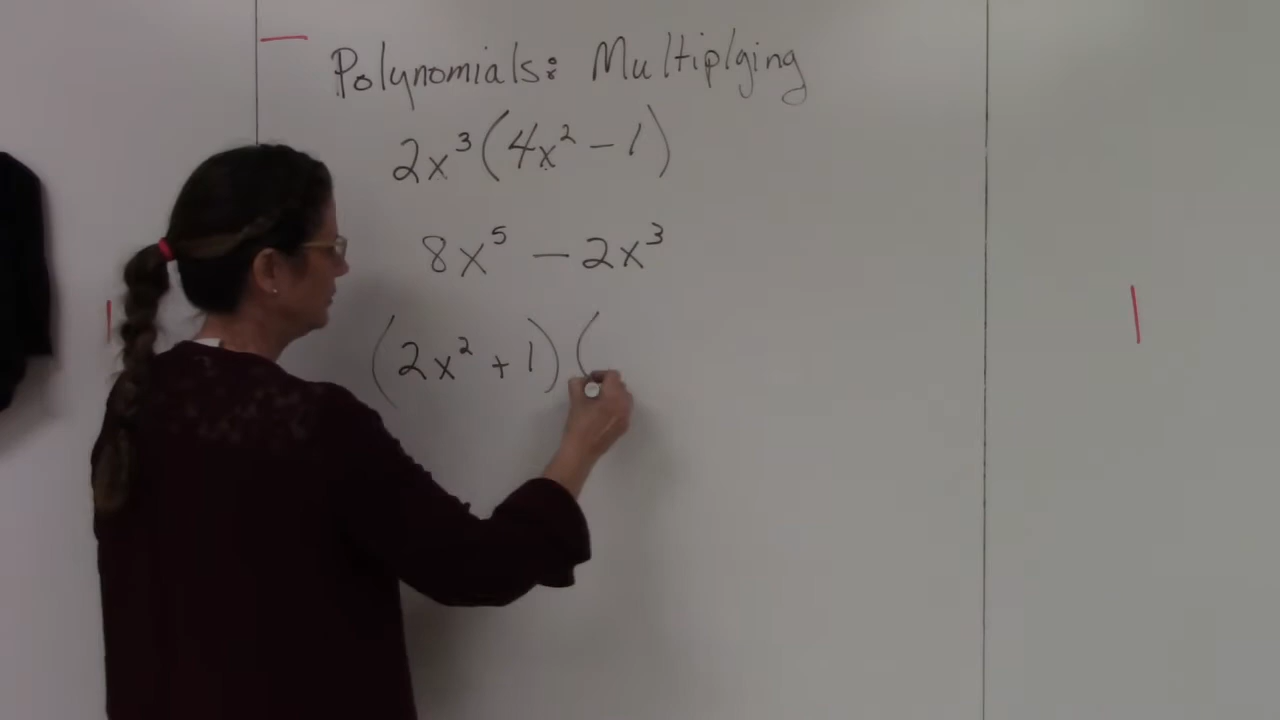 Polynomials: Multiplying
2x³(4x² - 1)
8x⁵ - 2x³
(2x² + 1)(